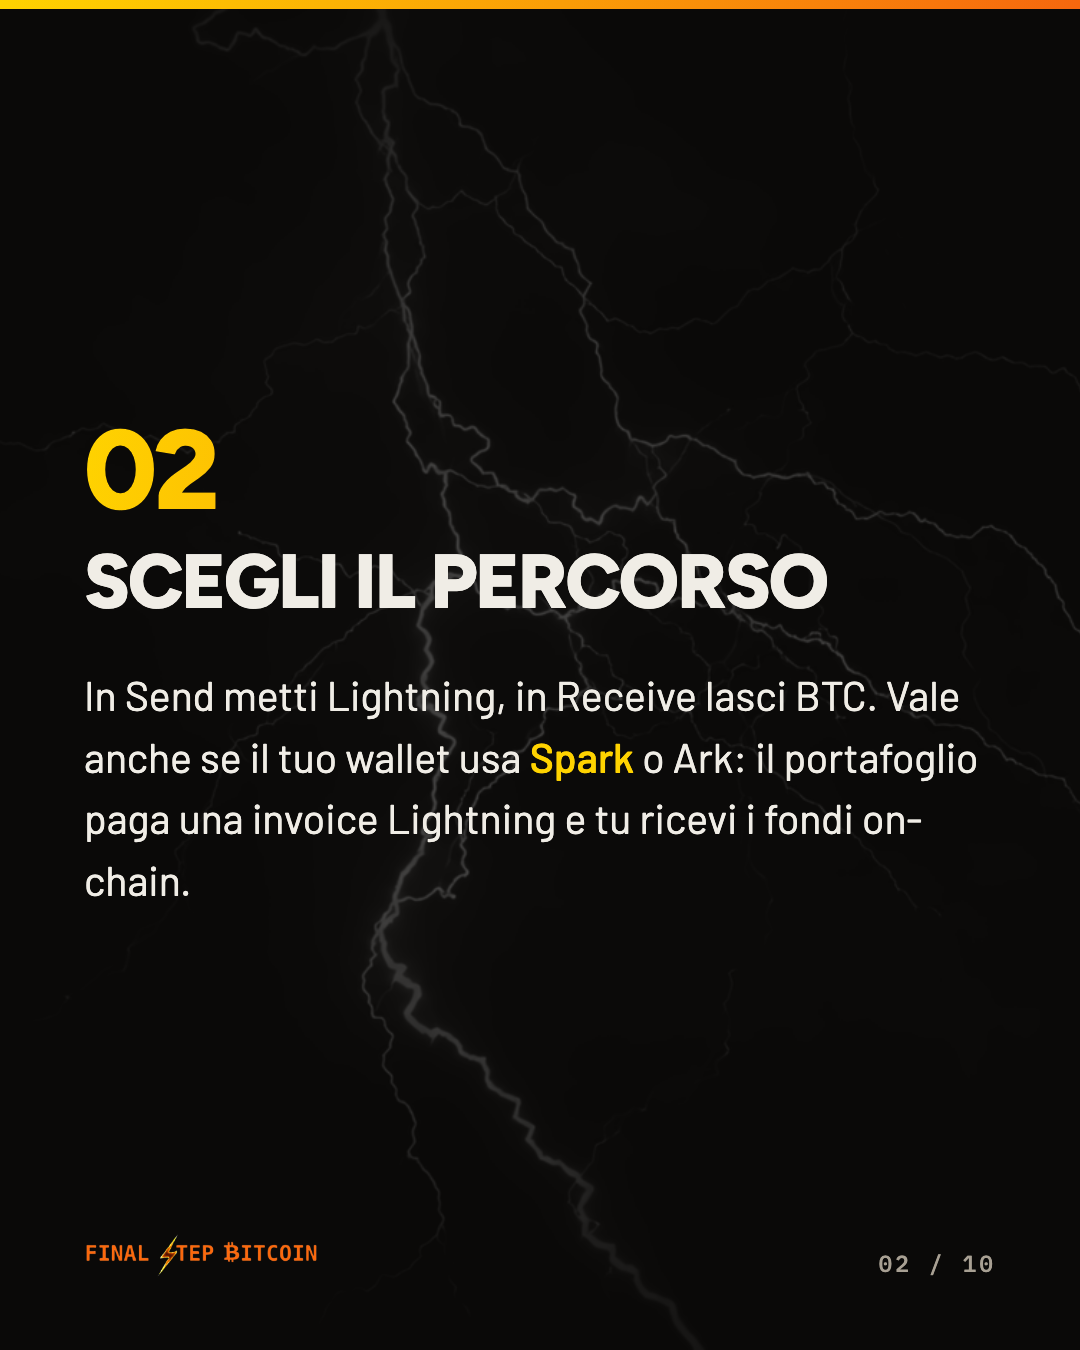 02
SCEGLI IL PERCORSO
In Send metti Lightning, in Receive lasci BTC. Vale
anche se il tuo wallet usa Spark o Ark: il portafoglio
paga una invoice Lightning e tu ricevi i fondi on-
chain.
FINAL STEP BITCOIN
02 / 10